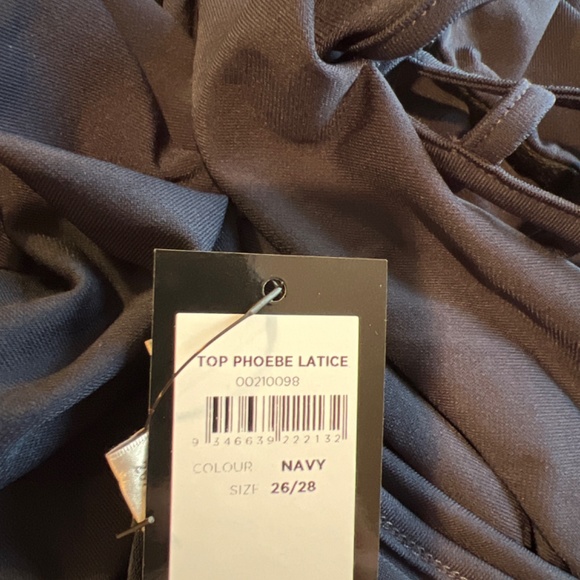 TOP PHOEBE LATICE
00210098
9 346639 222132
COLOUR NAVY
SIZE 26/28